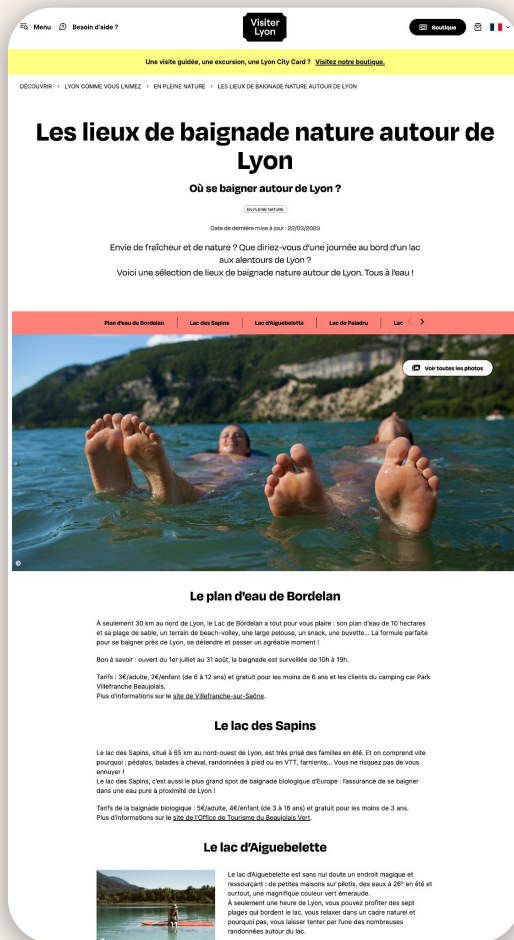 Menu
Besoin d'aide ?
Visiter
Lyon
Boutique
Une visite guidée, une excursion, une Lyon City Card ? Visitez notre boutique.
DÉCOUVRIR › LYON COMME VOUS L'AIMEZ › EN PLEINE NATURE › LES LIEUX DE BAIGNADE NATURE AUTOUR DE LYON
Les lieux de baignade nature autour de
Lyon
Où se baigner autour de Lyon ?
EN PLEINE NATURE
Date de dernière mise à jour : 22/03/2023
Envie de fraîcheur et de nature ? Que diriez-vous d'une journée au bord d'un lac
aux alentours de Lyon ?
Voici une sélection de lieux de baignade nature autour de Lyon. Tous à l'eau !
Plan d'eau de Bordelan
Lac des Sapins
Lac d'Aiguebelette
Lac de Paladru
Lac
Voir toutes les photos
©
Le plan d'eau de Bordelan
À seulement 30 km au nord de Lyon, le Lac de Bordelan a tout pour vous plaire : son plan d'eau de 10 hectares
et sa plage de sable, un terrain de beach-volley, une large pelouse, un snack, une buvette... La formule parfaite
pour se baigner près de Lyon, se détendre et passer un agréable moment !
Bon à savoir : ouvert du 1er juillet au 31 août, la baignade est surveillée de 10h à 19h.
Tarifs : 3€/adulte, 2€/enfant (de 6 à 12 ans) et gratuit pour les moins de 6 ans et les clients du camping car Park
Villefranche Beaujolais.
Plus d'informations sur le site de Villefranche-sur-Saône.
Le lac des Sapins
Le lac des Sapins, situé à 65 km au nord-ouest de Lyon, est très prisé des familles en été. Et on comprend vite
pourquoi : pédalos, balades à cheval, randonnées à pied ou en VTT, farniente... Vous ne risquez pas de vous
ennuyer !
Le lac des Sapins, c'est aussi le plus grand spot de baignade biologique d'Europe : l'assurance de se baigner
dans une eau pure à proximité de Lyon !
Tarifs de la baignade biologique : 5€/adulte, 4€/enfant (de 3 à 16 ans) et gratuit pour les moins de 3 ans.
Plus d'informations sur le site de l'Office de Tourisme du Beaujolais Vert.
Le lac d'Aiguebelette
Le lac d'Aiguebelette est sans nul doute un endroit magique et
ressourçant : de petites maisons sur pilotis, des eaux à 26° en été et
surtout, une magnifique couleur vert émeraude.
À seulement une heure de Lyon, vous pouvez profiter des sept
plages qui bordent le lac, vous relaxer dans un cadre naturel et
pourquoi pas, vous laisser tenter par l'une des nombreuses
randonnées autour du lac.